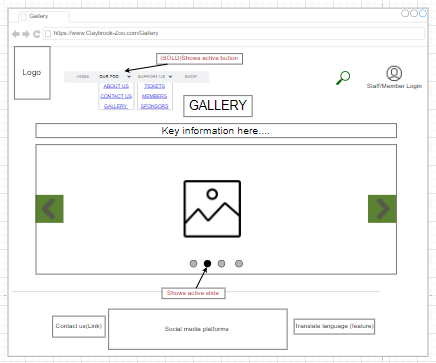 Gallery
https://www.Claybrook-Zoo.com/Gallery
(BOLD)Shows active button
Logo
HOME OUR ZOO SUPPORT US SHOP
ABOUT US TICKETS
CONTACT US MEMBERS
GALLERY SPONSORS
Staff/Member Login
GALLERY
Key information here....
Shows active slide
Contact us(Link)
Social media platforms
Translate language (feature)